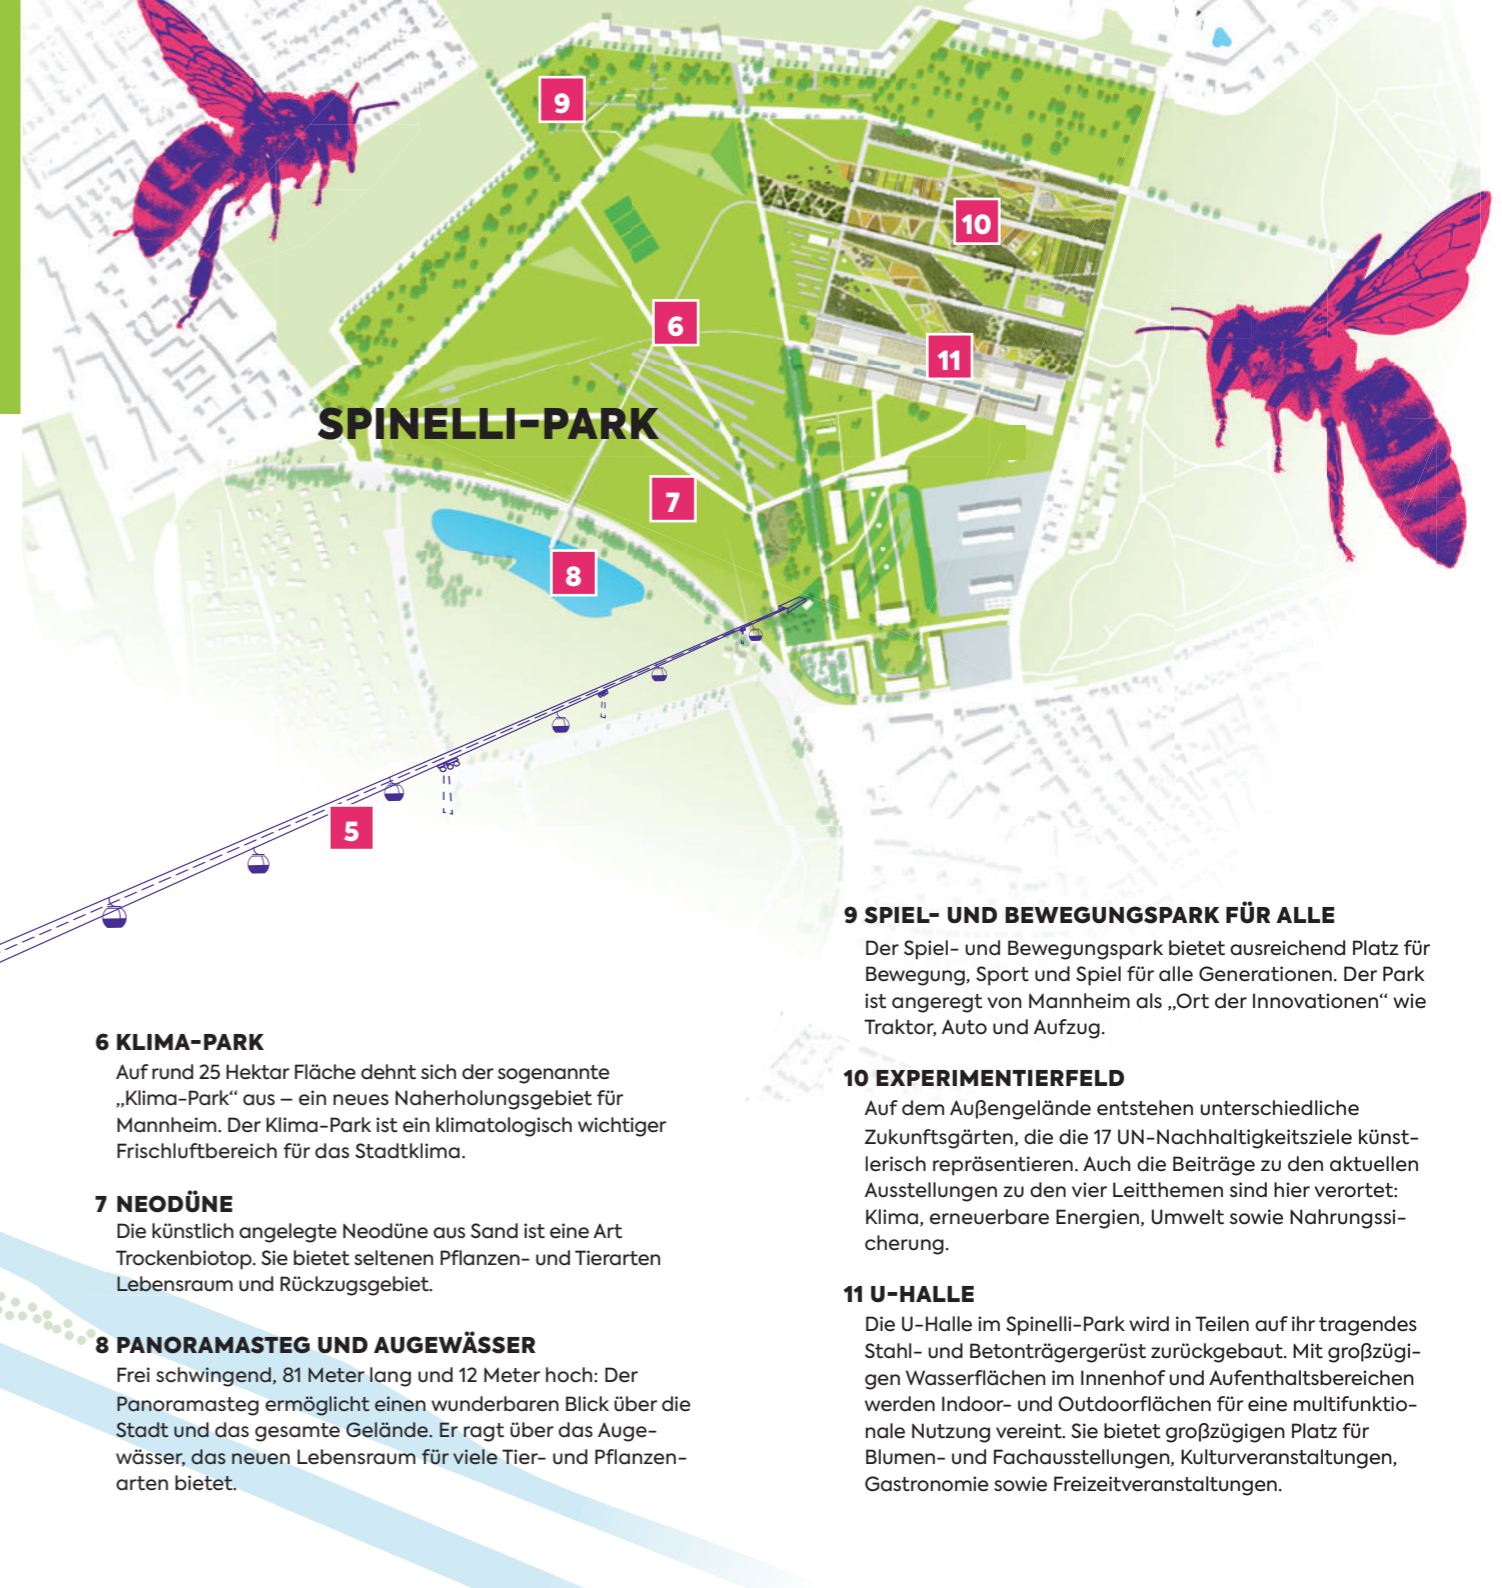 9
10
6
11
SPINELLI-PARK
7
8
5
6 KLIMA-PARK
Auf rund 25 Hektar Fläche dehnt sich der sogenannte
„Klima-Park“ aus – ein neues Naherholungsgebiet für
Mannheim. Der Klima-Park ist ein klimatologisch wichtiger
Frischluftbereich für das Stadtklima.
7 NEODÜNE
Die künstlich angelegte Neodüne aus Sand ist eine Art
Trockenbiotop. Sie bietet seltenen Pflanzen- und Tierarten
Lebensraum und Rückzugsgebiet.
8 PANORAMASTEG UND AUGEWÄSSER
Frei schwingend, 81 Meter lang und 12 Meter hoch: Der
Panoramasteg ermöglicht einen wunderbaren Blick über die
Stadt und das gesamte Gelände. Er ragt über das Auge-
wässer, das neuen Lebensraum für viele Tier- und Pflanzen-
arten bietet.
9 SPIEL- UND BEWEGUNGSPARK FÜR ALLE
Der Spiel- und Bewegungspark bietet ausreichend Platz für
Bewegung, Sport und Spiel für alle Generationen. Der Park
ist angeregt von Mannheim als „Ort der Innovationen“ wie
Traktor, Auto und Aufzug.
10 EXPERIMENTIERFELD
Auf dem Außengelände entstehen unterschiedliche
Zukunftsgärten, die die 17 UN-Nachhaltigkeitsziele künst-
lerisch repräsentieren. Auch die Beiträge zu den aktuellen
Ausstellungen zu den vier Leitthemen sind hier verortet:
Klima, erneuerbare Energien, Umwelt sowie Nahrungssi-
cherung.
11 U-HALLE
Die U-Halle im Spinelli-Park wird in Teilen auf ihr tragendes
Stahl- und Betonträgergerüst zurückgebaut. Mit großzügi-
gen Wasserflächen im Innenhof und Aufenthaltsbereichen
werden Indoor- und Outdoorflächen für eine multifunktio-
nale Nutzung vereint. Sie bietet großzügigen Platz für
Blumen- und Fachausstellungen, Kulturveranstaltungen,
Gastronomie sowie Freizeitveranstaltungen.